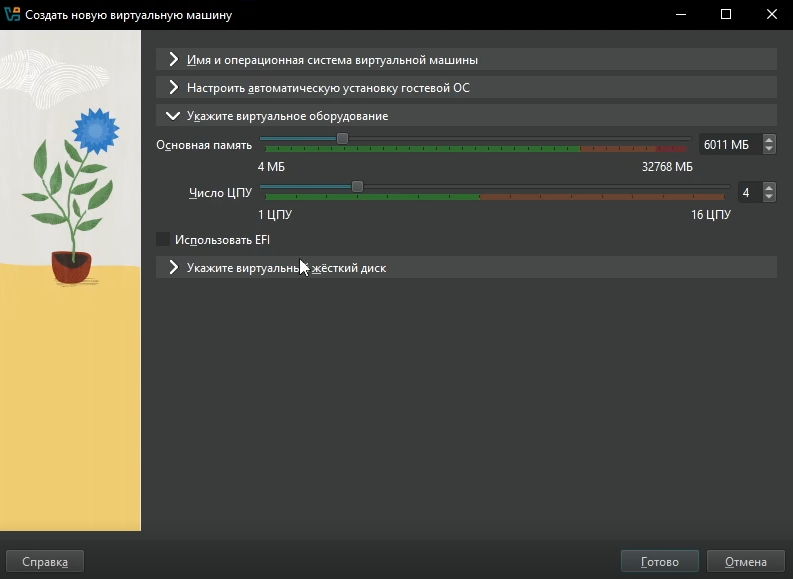 Создать новую виртуальную машину
Имя и операционная система виртуальной машины
Настроить автоматическую установку гостевой ОС
Укажите виртуальное оборудование
Основная память 6011 МБ
4 МБ 32768 МБ
Число ЦПУ 4
1 ЦПУ 16 ЦПУ
Использовать EFI
Укажите виртуальный жёсткий диск
Справка Готово Отмена